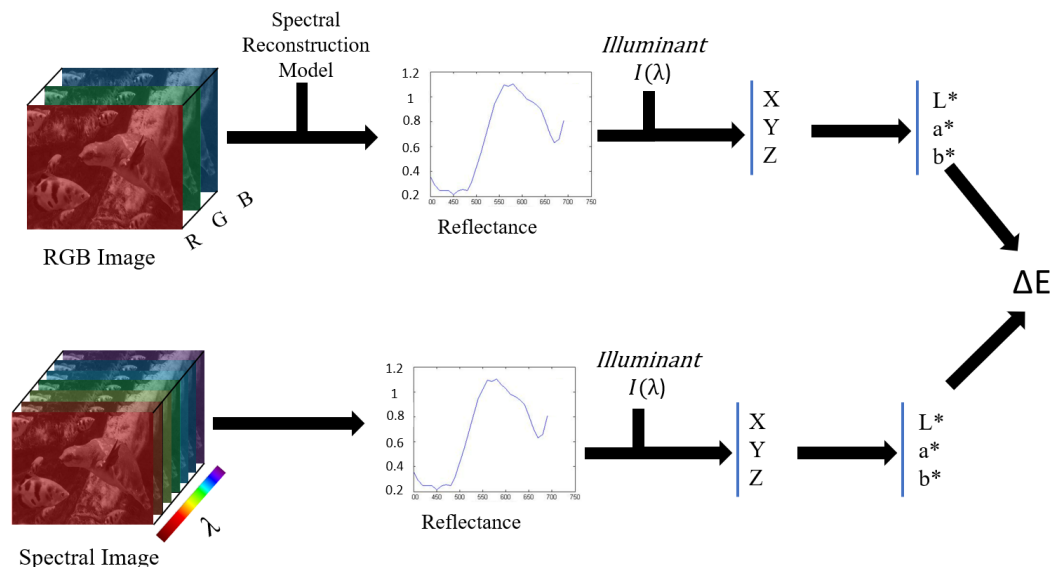 Spectral
Reconstruction
Model
Illuminant
I(λ)
1.2
1
0.8
0.6
0.4
0.2
00 450 500 550 600 650 700 750
Reflectance
X
Y
Z
L*
a*
b*
R G B
RGB Image
ΔE
Illuminant
I(λ)
1.2
1
0.8
0.6
0.4
0.2
00 450 500 550 600 650 700 750
Reflectance
X
Y
Z
L*
a*
b*
λ
Spectral Image